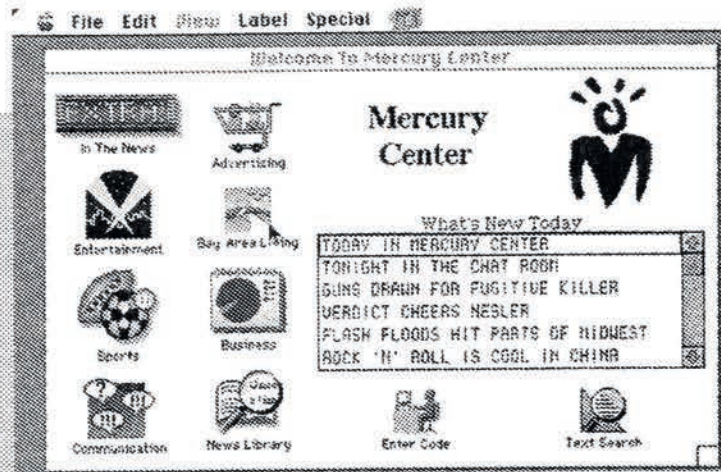 File Edit View Label Special
Welcome To Mercury Center
EXTRA!
In The News
Advertising
Mercury
Center
Entertainment
Bay Area Living
What's New Today
TODAY IN MERCURY CENTER
TONIGHT IN THE CHAT ROOM
GUNS DRAWN FOR FUGITIVE KILLER
VERDICT CHEERS NESLER
FLASH FLOODS HIT PARTS OF MIDWEST
ROCK 'N' ROLL IS COOL IN CHINA
Sports
Business
Communication
News Library
Enter Code
Text Search